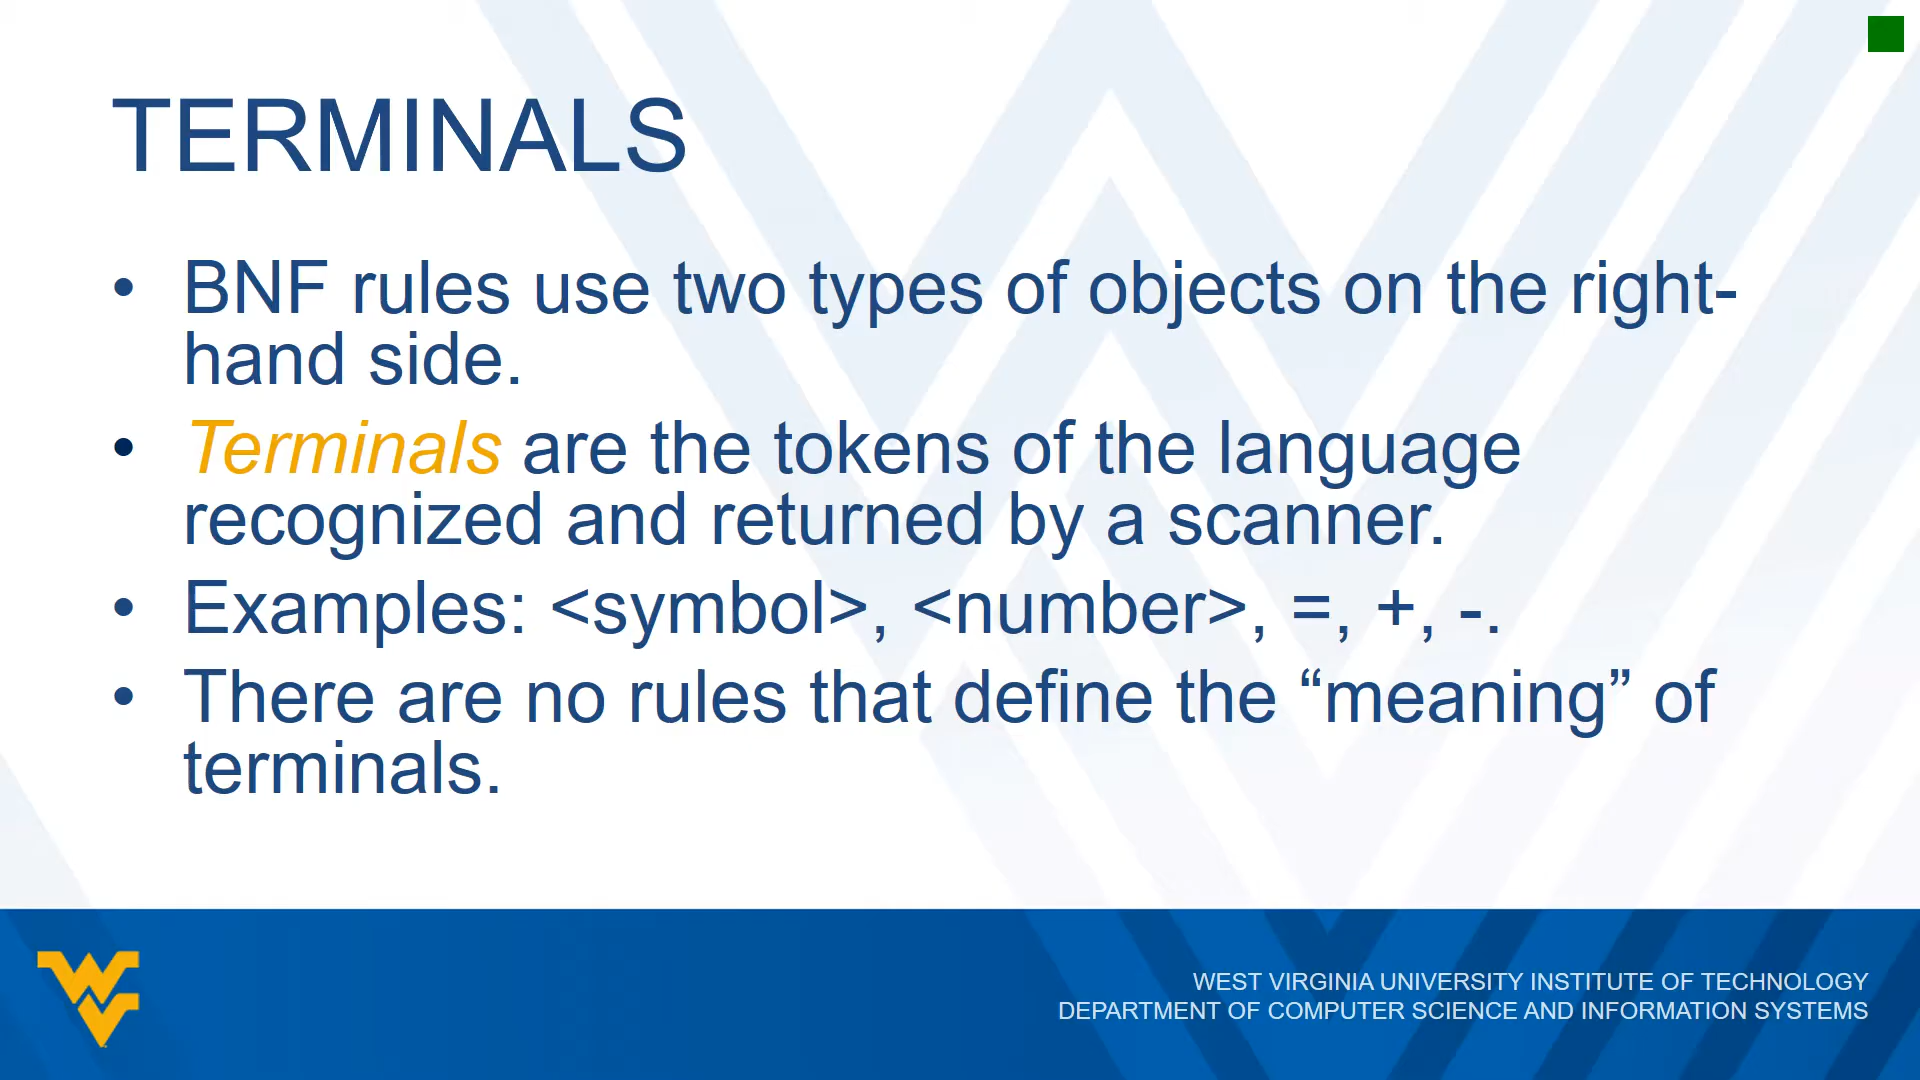 TERMINALS
• BNF rules use two types of objects on the right-
hand side.
• Terminals are the tokens of the language
recognized and returned by a scanner.
• Examples: <symbol>, <number>, =, +, -.
• There are no rules that define the “meaning” of
terminals.
WEST VIRGINIA UNIVERSITY INSTITUTE OF TECHNOLOGY
DEPARTMENT OF COMPUTER SCIENCE AND INFORMATION SYSTEMS